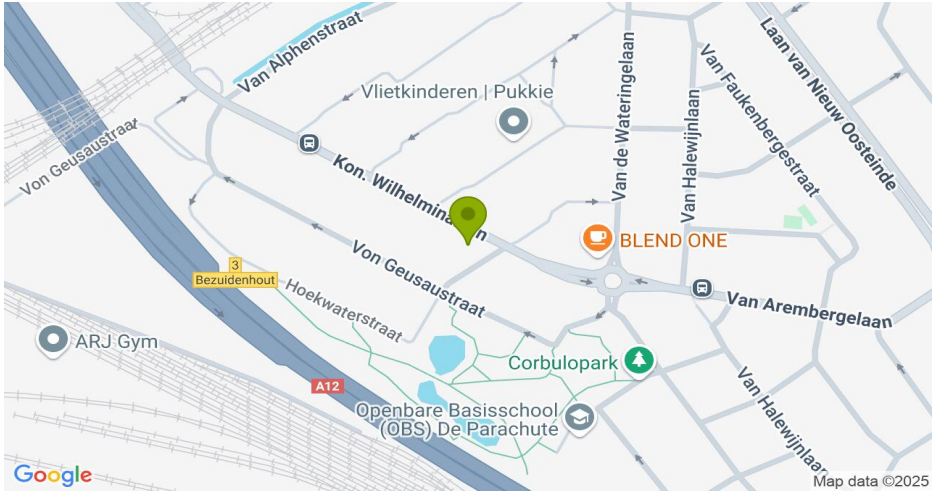 Van Alphenstraat
Vlietkinderen | Pukkie
Von Geusaustraat
Kon. Wilhelmina
n
Van de Wateringelaan
Van Halewijnlaan
Van Faukenbergestraat
Laan van Nieuw Oosteinde
BLEND ONE
3
Bezuidenhout
Von Geusaustraat
Hoekwaterstraat
Van Arembergelaan
ARJ Gym
Corbulopark
A12
Openbare Basisschool
(OBS) De Parachute
Van Halewijnlaan
Google
Map data ©2025